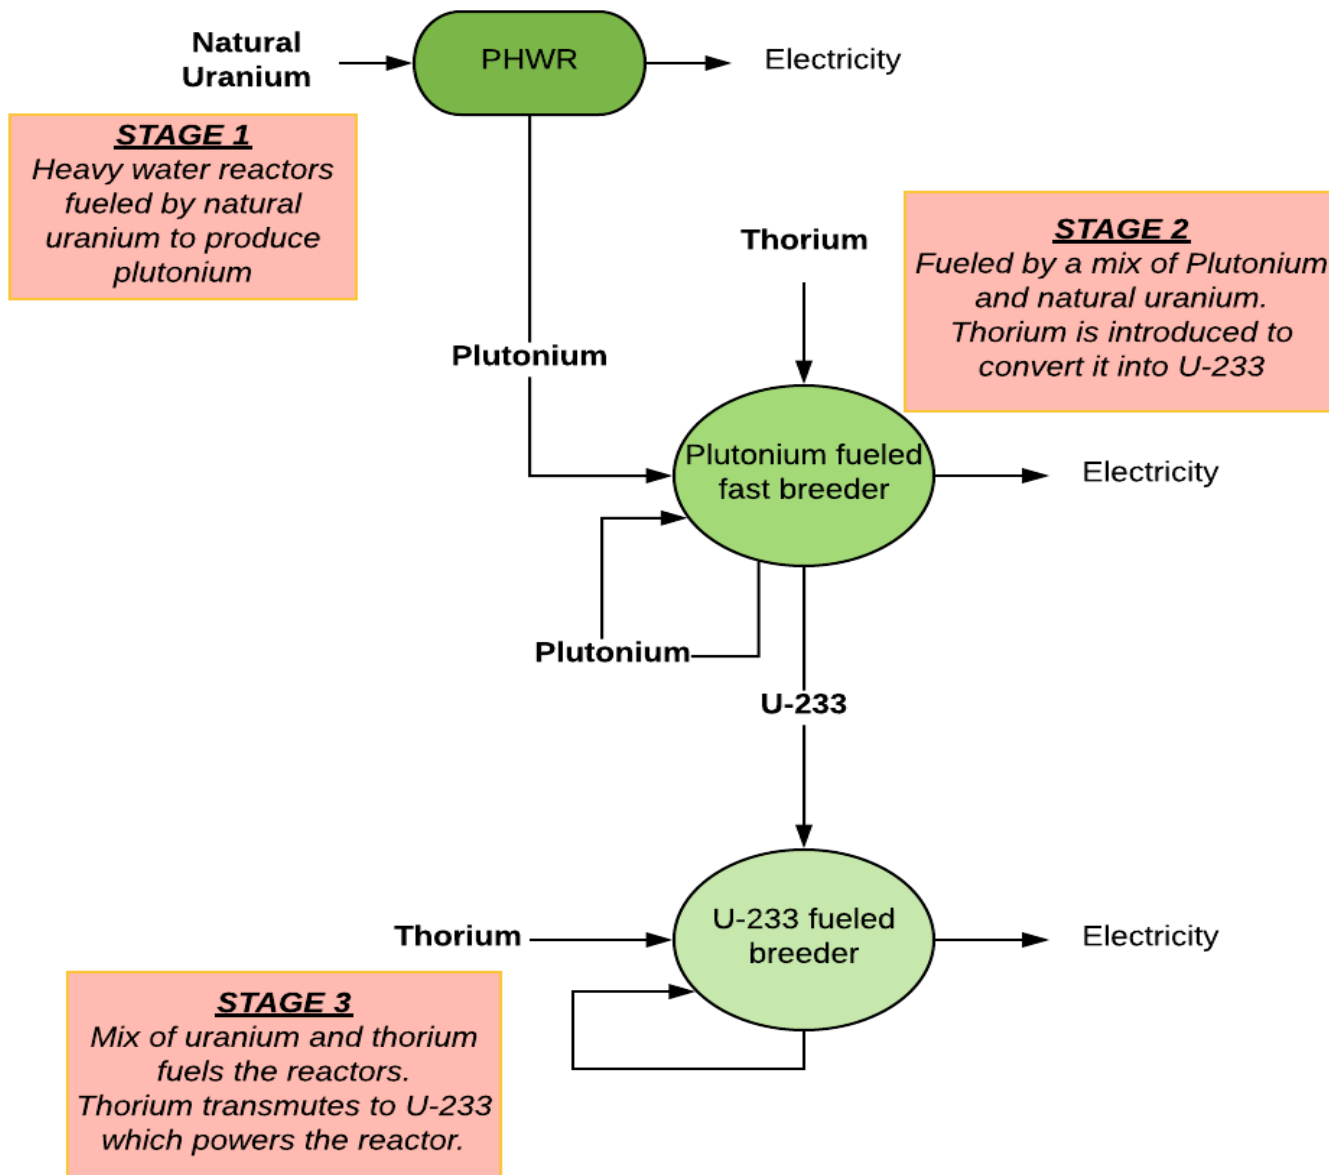 Natural
Uranium
PHWR
Electricity
STAGE 1
Heavy water reactors
fueled by natural
uranium to produce
plutonium
Thorium
STAGE 2
Fueled by a mix of Plutonium
and natural uranium.
Thorium is introduced to
convert it into U-233
Plutonium
Plutonium fueled
fast breeder
Electricity
Plutonium
U-233
Thorium
U-233 fueled
breeder
Electricity
STAGE 3
Mix of uranium and thorium
fuels the reactors.
Thorium transmutes to U-233
which powers the reactor.